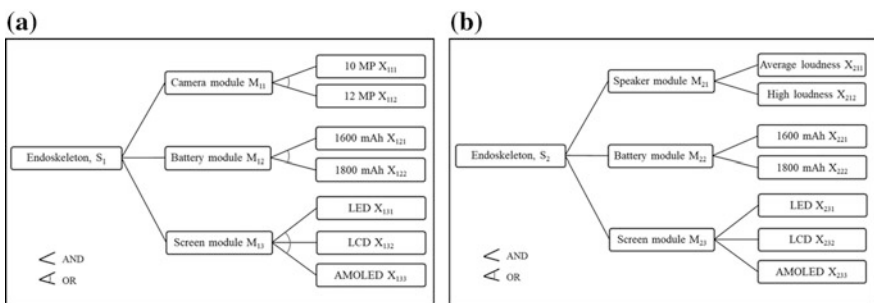 (a)
Endoskeleton, S₁
Camera module M₁₁
10 MP X₁₁₁
12 MP X₁₁₂
Battery module M₁₂
1600 mAh X₁₂₁
1800 mAh X₁₂₂
Screen module M₁₃
LED X₁₃₁
LCD X₁₃₂
AMOLED X₁₃₃
AND
OR
(b)
Endoskeleton, S₂
Speaker module M₂₁
Average loudness X₂₁₁
High loudness X₂₁₂
Battery module M₂₂
1600 mAh X₂₂₁
1800 mAh X₂₂₂
Screen module M₂₃
LED X₂₃₁
LCD X₂₃₂
AMOLED X₂₃₃
AND
OR